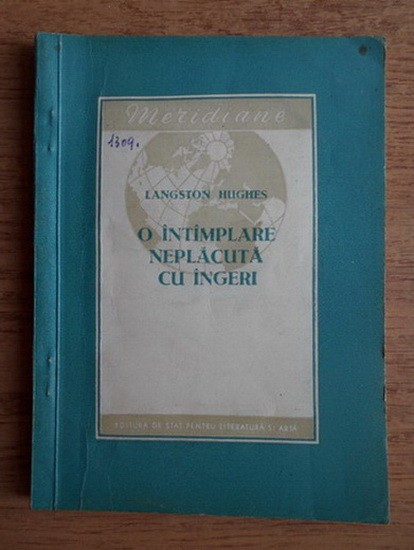 Meridiane
1309.
LANGSTON HUGHES
O ÎNTÎMPLARE
NEPLĂCUTĂ
CU ÎNGERI
EDITURA DE STAT PENTRU LITERATURĂ ȘI ARTĂ